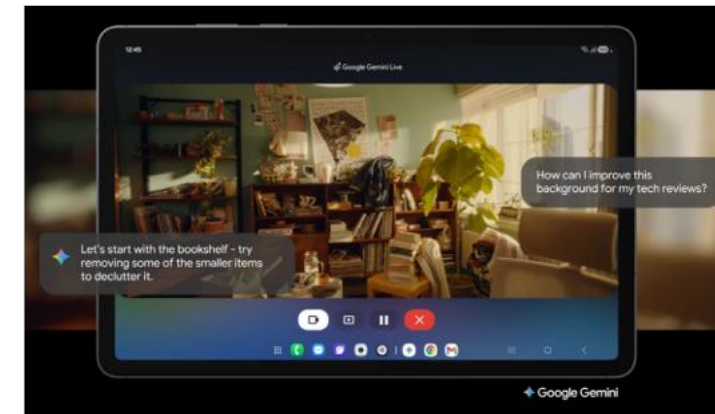 12:45
Google Gemini Live
How can I improve this
background for my tech reviews?
Let's start with the bookshelf - try
removing some of the smaller items
to declutter it.
Google Gemini